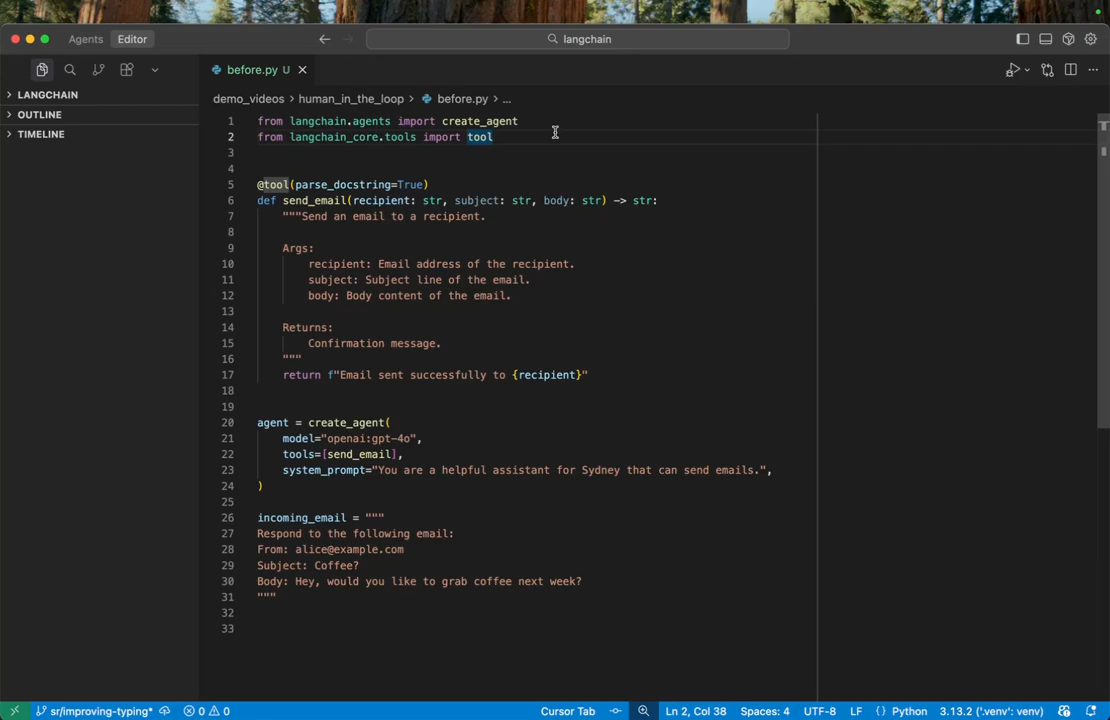 Agents Editor langchain
before.py U
LANGCHAIN
OUTLINE
TIMELINE
demo_videos > human_in_the_loop > before.py > ...
1 from langchain.agents import create_agent
2 from langchain_core.tools import tool
3
4
5 @tool(parse_docstring=True)
6 def send_email(recipient: str, subject: str, body: str) -> str:
7 """Send an email to a recipient.
8
9 Args:
10 recipient: Email address of the recipient.
11 subject: Subject line of the email.
12 body: Body content of the email.
13
14 Returns:
15 Confirmation message.
16 """
17 return f"Email sent successfully to {recipient}"
18
19
20 agent = create_agent(
21 model="openai:gpt-4o",
22 tools=[send_email],
23 system_prompt="You are a helpful assistant for Sydney that can send emails.",
24 )
25
26 incoming_email = """
27 Respond to the following email:
28 From: alice@example.com
29 Subject: Coffee?
30 Body: Hey, would you like to grab coffee next week?
31 """
32
33
sr/improving-typing* 0 0 Cursor Tab Ln 2, Col 38 Spaces: 4 UTF-8 LF {} Python 3.13.2 ('.venv': venv)